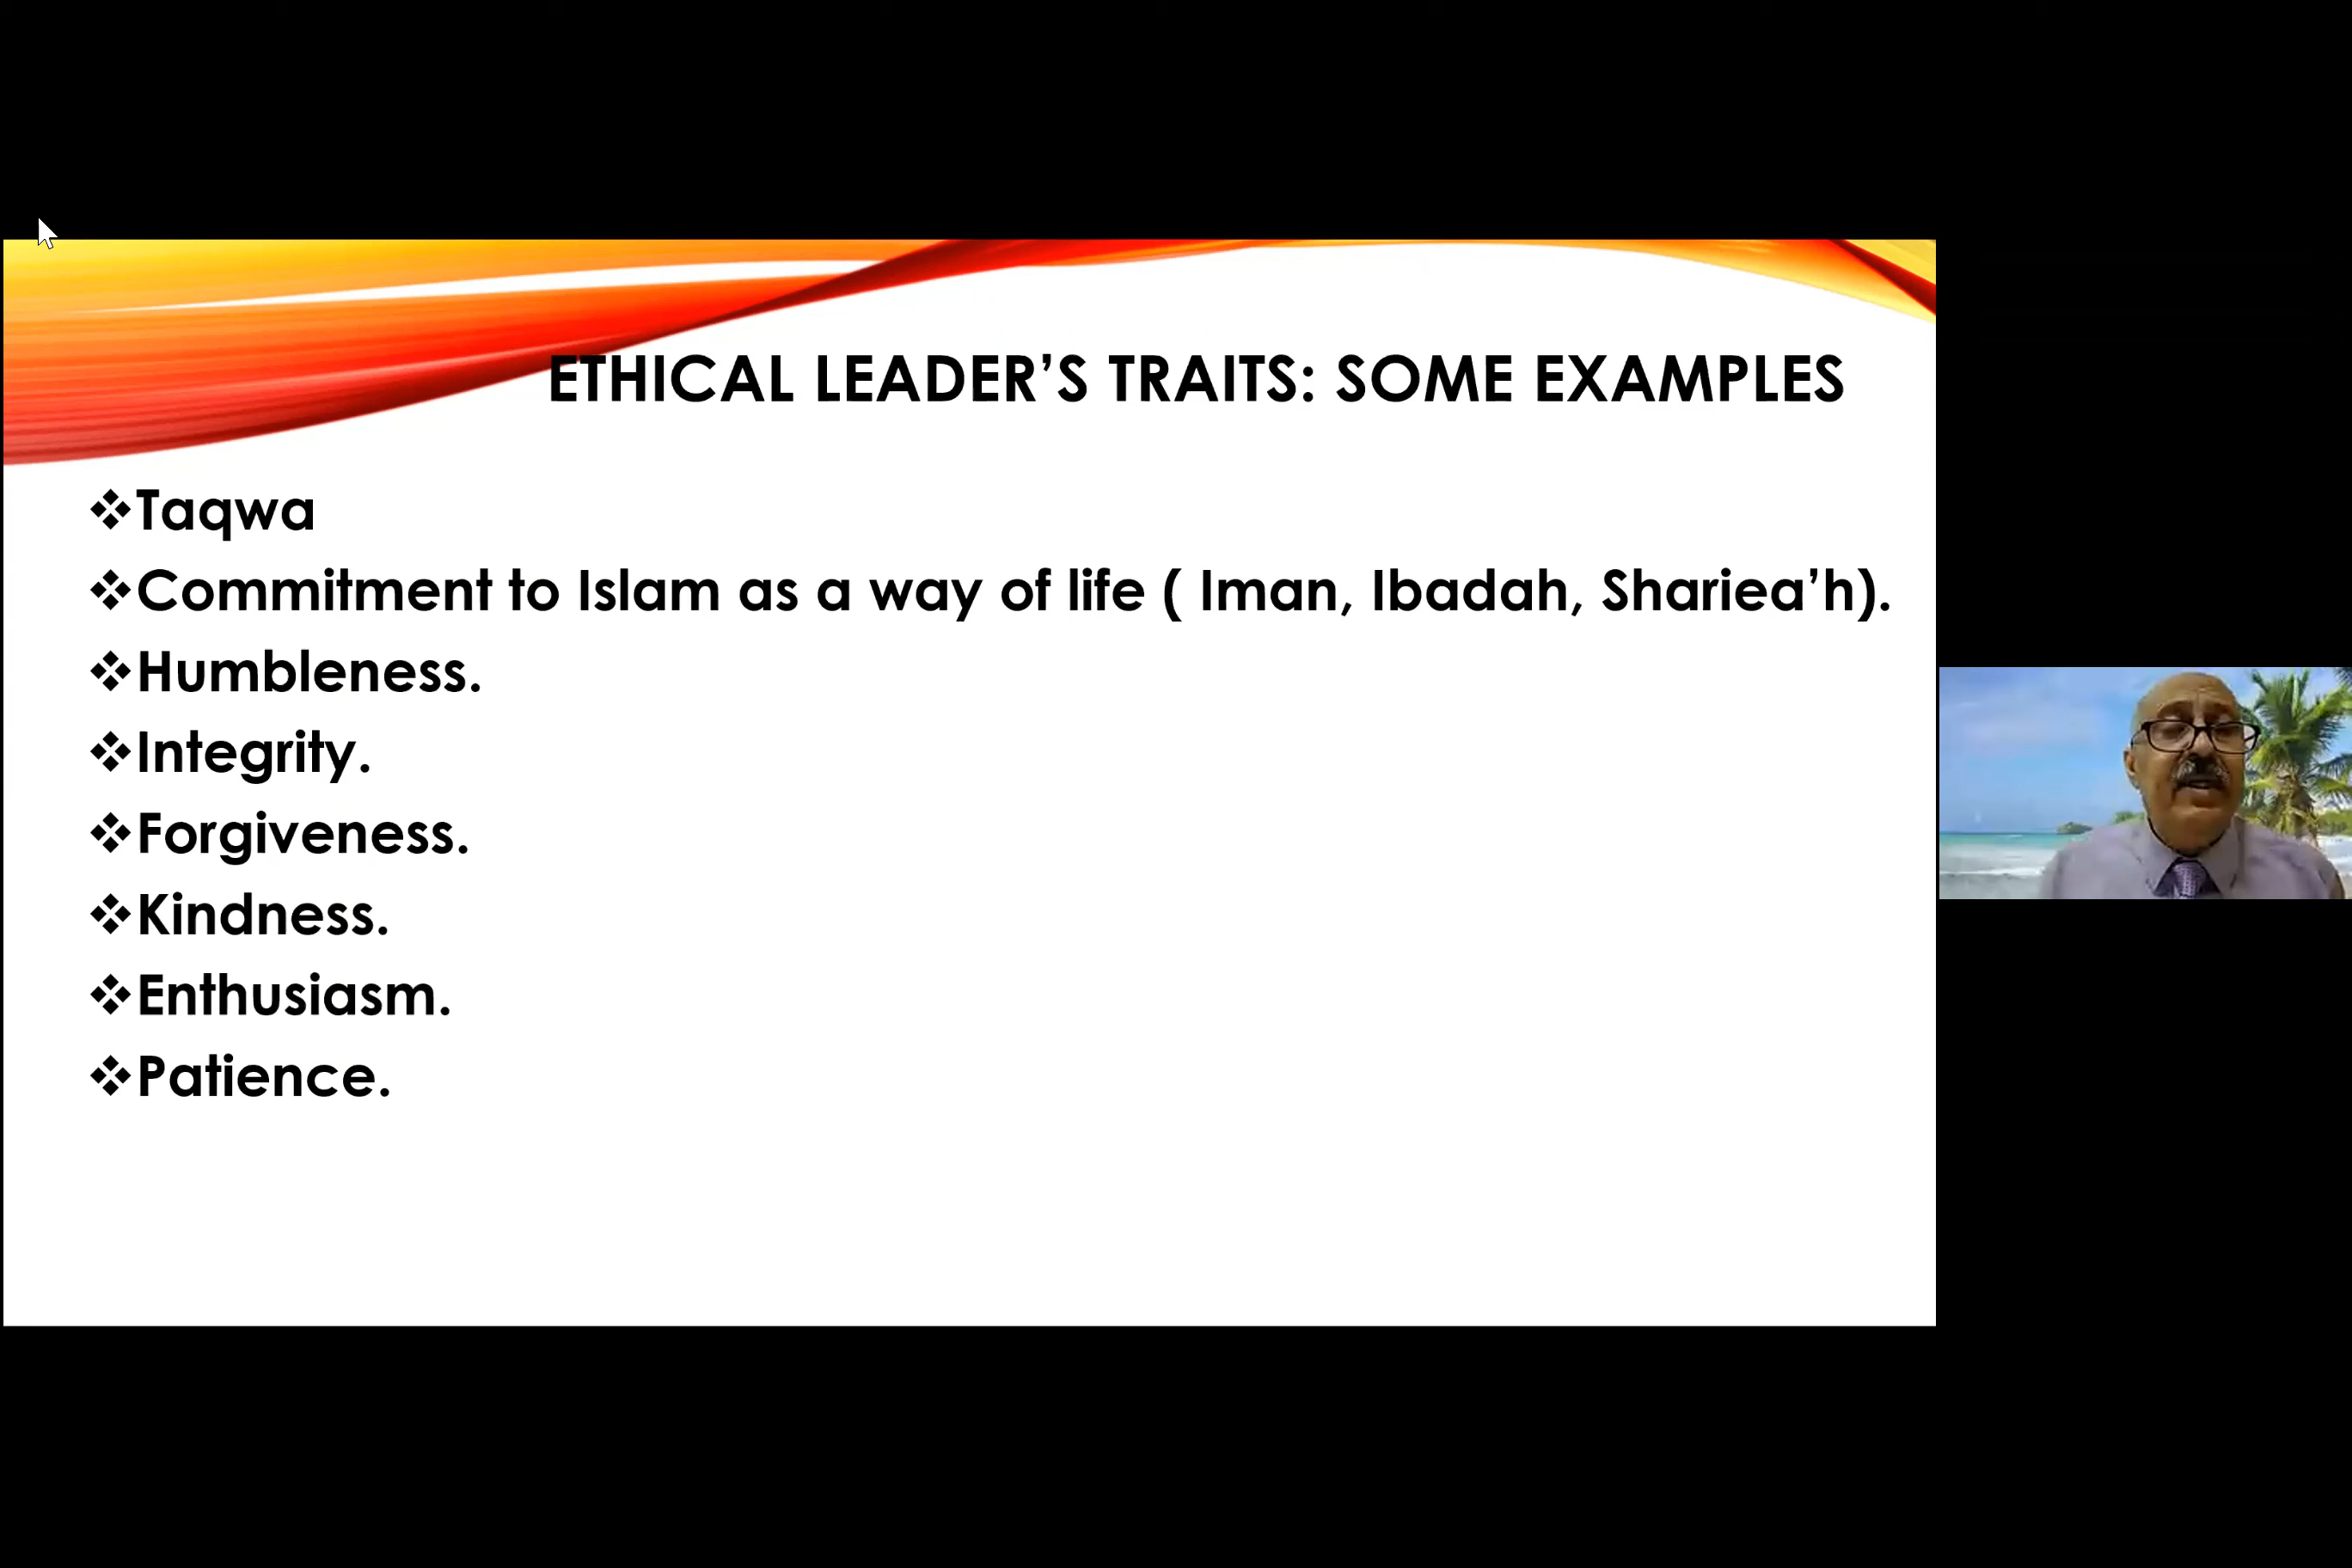 ETHICAL LEADER’S TRAITS: SOME EXAMPLES
❖Taqwa
❖Commitment to Islam as a way of life ( Iman, Ibadah, Shariea’h).
❖Humbleness.
❖Integrity.
❖Forgiveness.
❖Kindness.
❖Enthusiasm.
❖Patience.